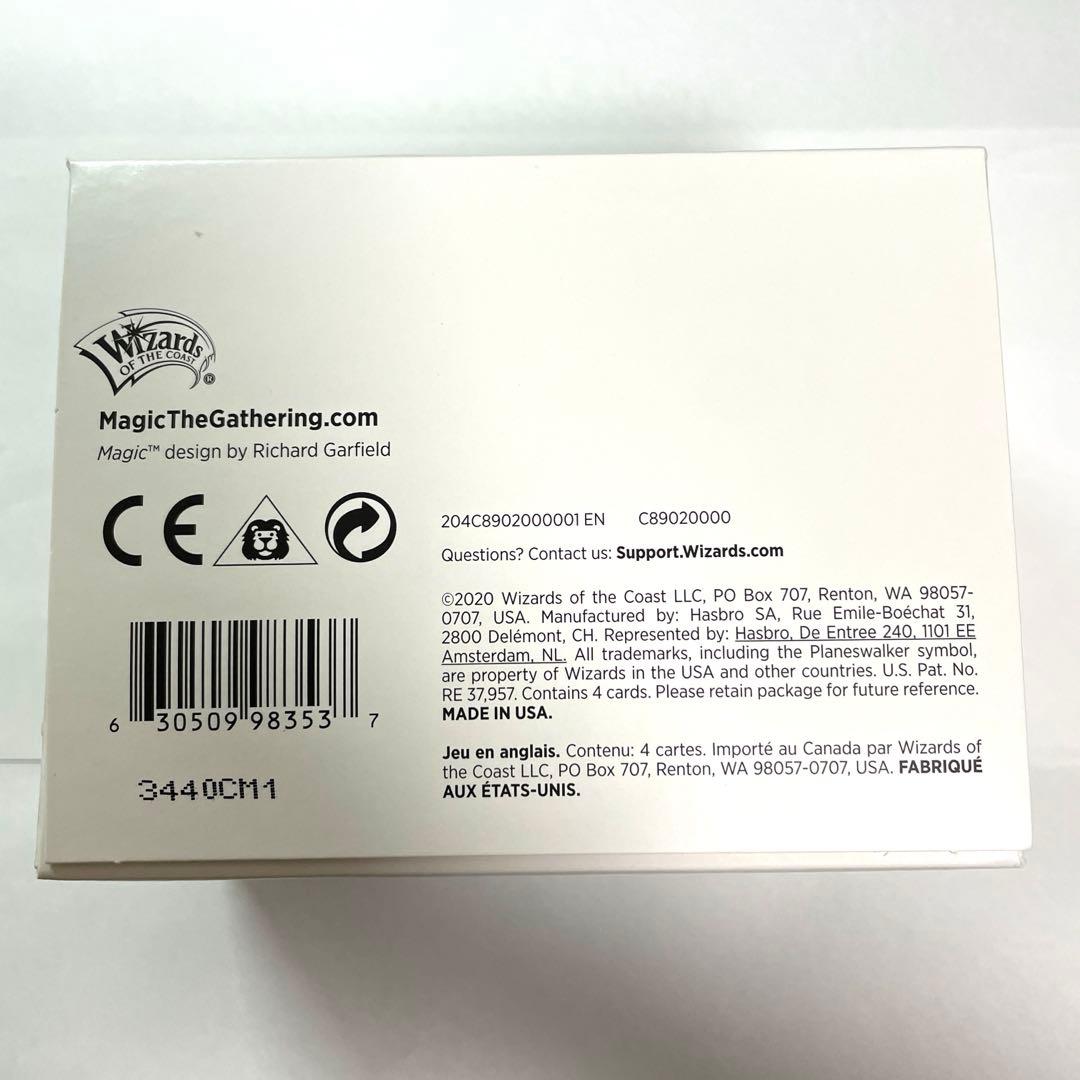 Wizards
OF THE COAST
®
MagicTheGathering.com
Magic™ design by Richard Garfield
CE
204C8902000001 EN C89020000
Questions? Contact us: Support.Wizards.com
©2020 Wizards of the Coast LLC, PO Box 707, Renton, WA 98057-
0707, USA. Manufactured by: Hasbro SA, Rue Emile-Boéchat 31,
2800 Delémont, CH. Represented by: Hasbro, De Entree 240, 1101 EE
Amsterdam, NL. All trademarks, including the Planeswalker symbol,
are property of Wizards in the USA and other countries. U.S. Pat. No.
RE 37,957. Contains 4 cards. Please retain package for future reference.
MADE IN USA.
6 30509 98353 7
Jeu en anglais. Contenu: 4 cartes. Importé au Canada par Wizards of
the Coast LLC, PO Box 707, Renton, WA 98057-0707, USA. FABRIQUÉ
AUX ÉTATS-UNIS.
3440CM1